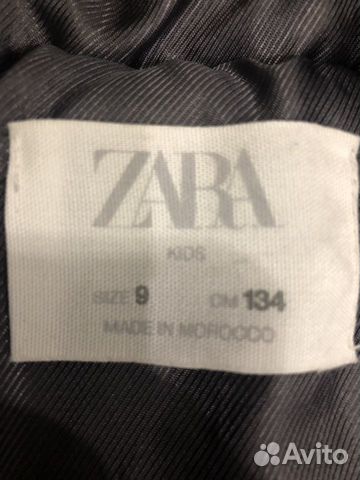 ZARA
KIDS
SIZE 9 CM 134
MADE IN MOROCCO
Avito